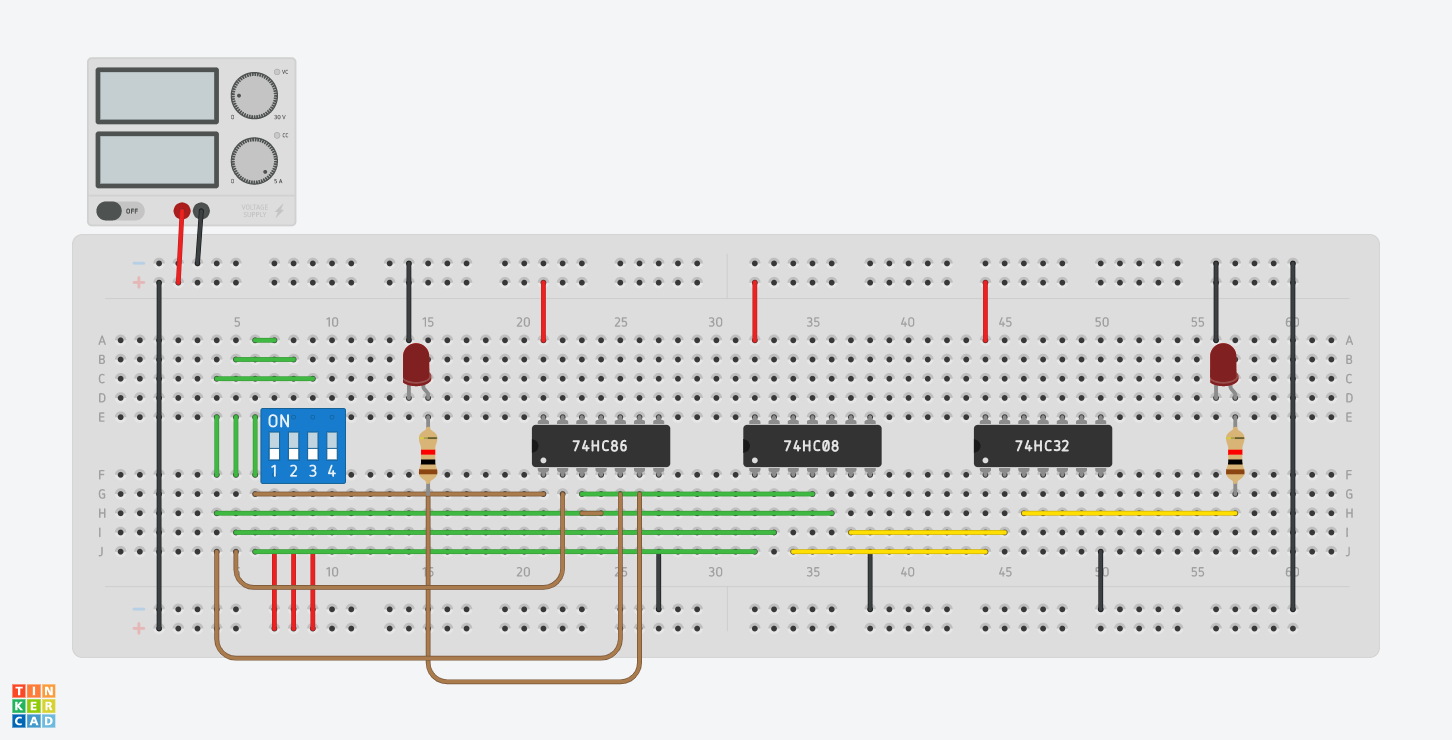 VC
0 30 V
CC
0 5 A
OFF
VOLTAGE
SUPPLY
− −
+ +
5 10 15 20 25 30 35 40 45 50 55 60
A A
B B
C C
D D
E E
ON
1 2 3 4
74HC86 74HC08 74HC32
F F
G G
H H
I I
J J
5 10 15 20 25 30 35 40 45 50 55 60
− −
+ +
TIN
KER
CAD